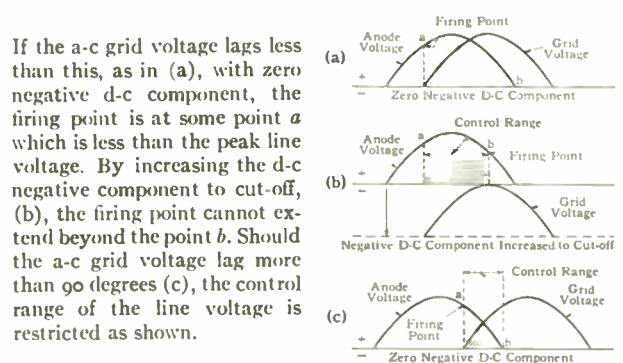 If the a-c grid voltage lags less
than this, as in (a), with zero
negative d-c component, the
firing point is at some point a
which is less than the peak line
voltage. By increasing the d-c
negative component to cut-off,
(b), the firing point cannot ex-
tend beyond the point b. Should
the a-c grid voltage lag more
than 90 degrees (c), the control
range of the line voltage is
restricted as shown.
Firing Point
Anode
Voltage
a
Grid
Voltage
(a)
+
−
b
Zero Negative D-C Component
Control Range
Anode
Voltage
a
b
Firing Point
(b)
+
−
Grid
Voltage
Negative D-C Component Increased to Cut-off
Control Range
Anode
Voltage
a
Grid
Voltage
(c)
Firing
Point
+
−
b
Zero Negative D-C Component